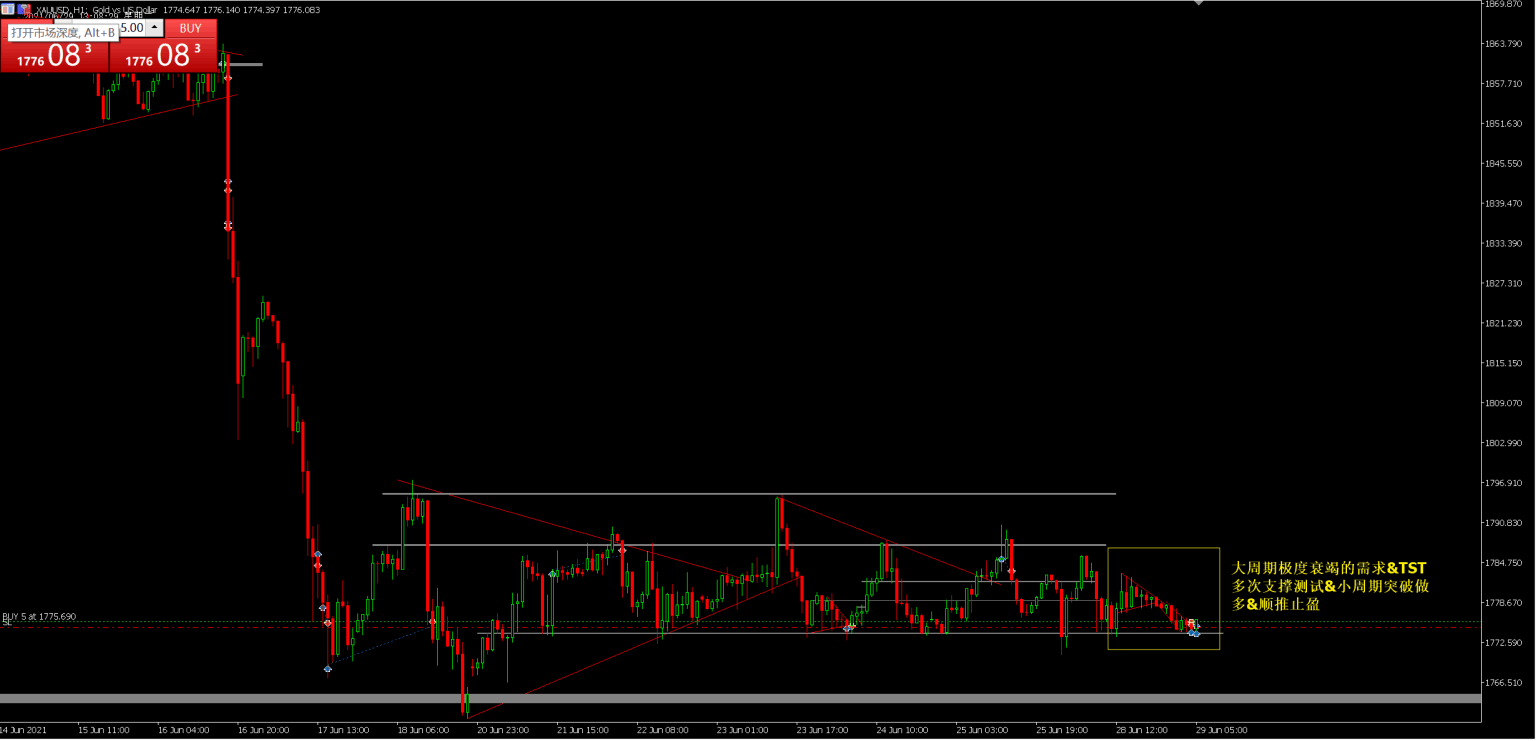 XAUUSD, H1: Gold vs US Dollar 1774.647 1776.140 1774.397 1776.083
打开市场深度, Alt+B
5.00
BUY
1776 08 3
1776 08 3
BUY 5 at 1775.690
SL
大周期极度衰竭的需求&TST
多次支撑测试&小周期突破做
多&顺推止盈
1869.870
1863.790
1857.710
1851.630
1845.550
1839.470
1833.390
1827.310
1821.230
1815.150
1809.070
1802.990
1796.910
1790.830
1784.750
1778.670
1772.590
1766.510
14 Jun 2021
15 Jun 11:00
16 Jun 04:00
16 Jun 20:00
17 Jun 13:00
18 Jun 06:00
20 Jun 23:00
21 Jun 15:00
22 Jun 08:00
23 Jun 01:00
23 Jun 17:00
24 Jun 10:00
25 Jun 03:00
25 Jun 19:00
28 Jun 12:00
29 Jun 05:00